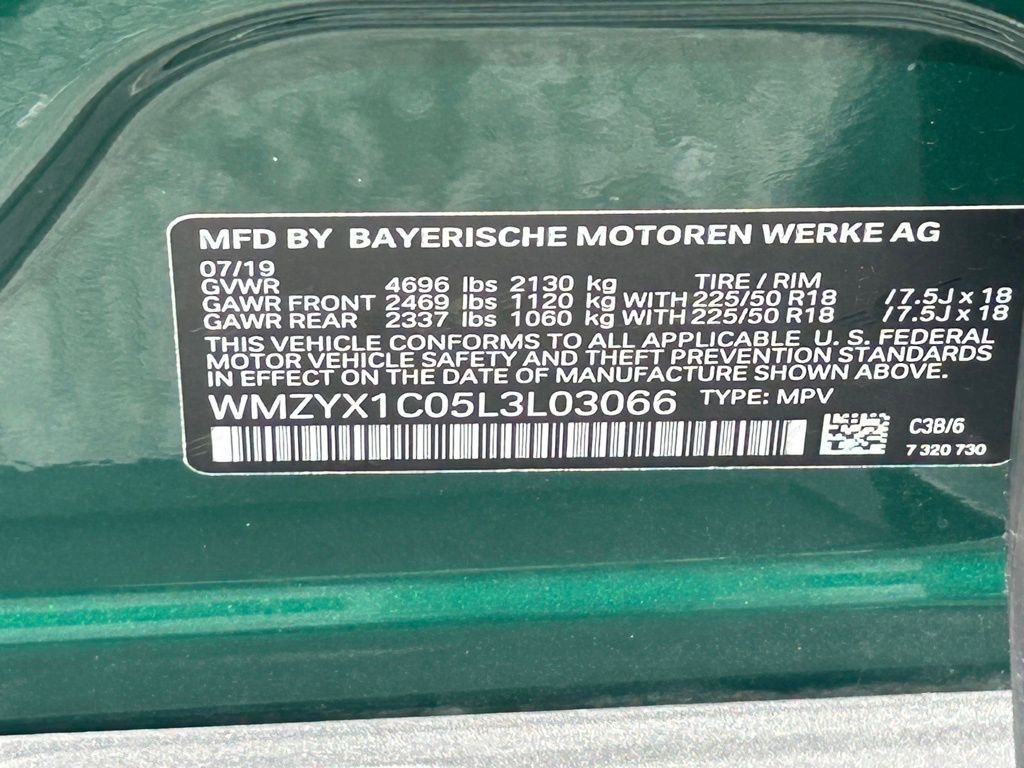 MFD BY BAYERISCHE MOTOREN WERKE AG
07/19
GVWR 4696 lbs 2130 kg TIRE / RIM
GAWR FRONT 2469 lbs 1120 kg WITH 225/50 R18 /7.5J x 18
GAWR REAR 2337 lbs 1060 kg WITH 225/50 R18 /7.5J x 18
THIS VEHICLE CONFORMS TO ALL APPLICABLE U. S. FEDERAL
MOTOR VEHICLE SAFETY AND THEFT PREVENTION STANDARDS
IN EFFECT ON THE DATE OF MANUFACTURE SHOWN ABOVE.
WMZYX1C05L3L03066 TYPE: MPV
C3B/6
7 320 730